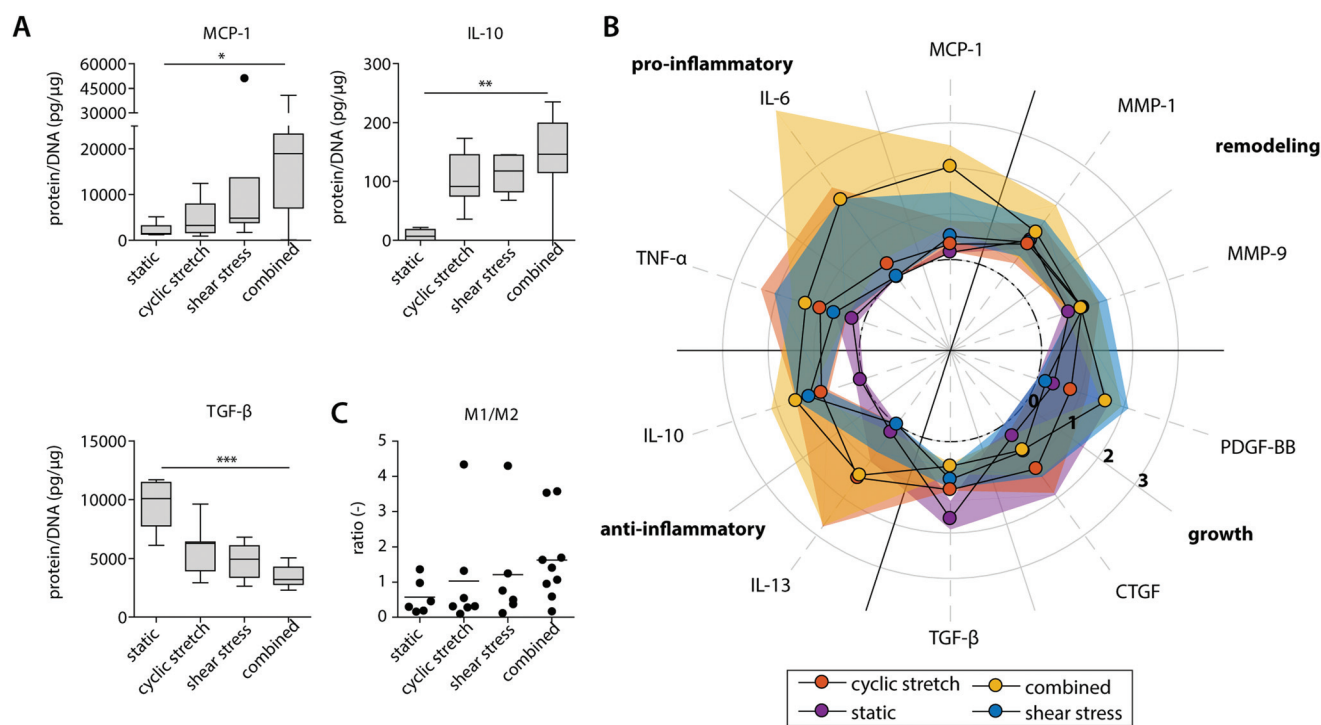 A
MCP-1
protein/DNA (pg/µg)
60000
45000
30000
20000
10000
0
*
static
cyclic stretch
shear stress
combined
IL-10
protein/DNA (pg/µg)
300
200
100
0
**
static
cyclic stretch
shear stress
combined
TGF-β
protein/DNA (pg/µg)
15000
10000
5000
0
***
static
cyclic stretch
shear stress
combined
C
M1/M2
ratio (-)
5
4
3
2
1
0
static
cyclic stretch
shear stress
combined
B
MCP-1
pro-inflammatory
IL-6
MMP-1
remodeling
TNF-α
MMP-9
0
1
2
3
IL-10
PDGF-BB
anti-inflammatory
growth
IL-13
CTGF
TGF-β
cyclic stretch
combined
static
shear stress